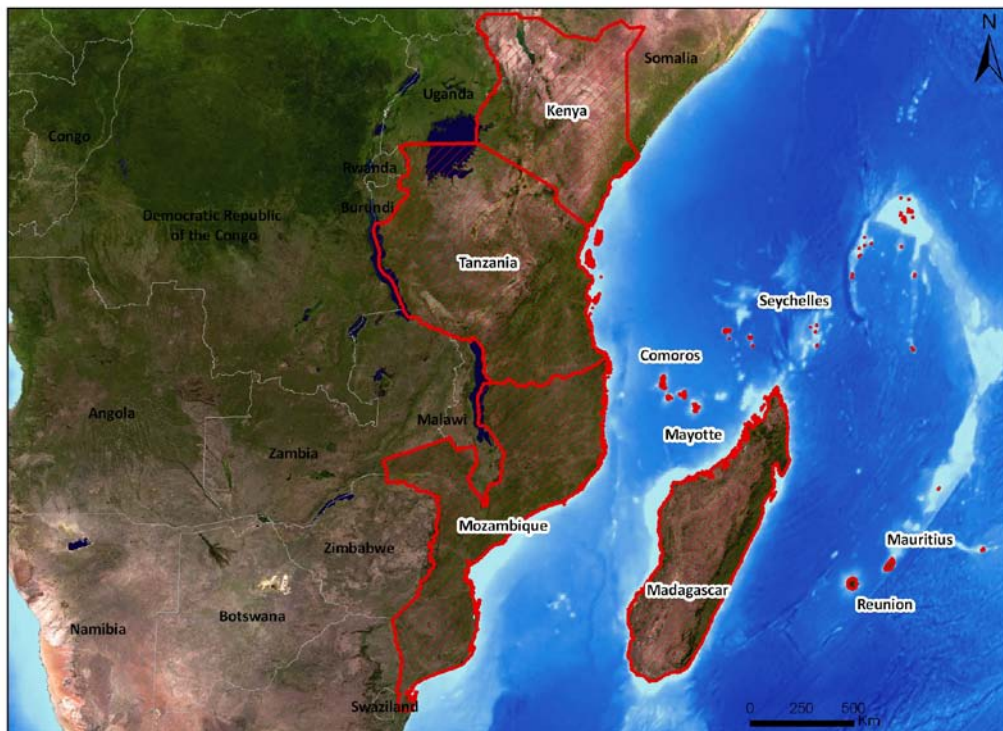 N
Somalia
Uganda
Kenya
Congo
Rwanda
Burundi
Democratic Republic
of the Congo
Tanzania
Seychelles
Comoros
Angola
Malawi
Mayotte
Zambia
Mozambique
Zimbabwe
Mauritius
Madagascar
Reunion
Botswana
Namibia
Swaziland
0 250 500
Km